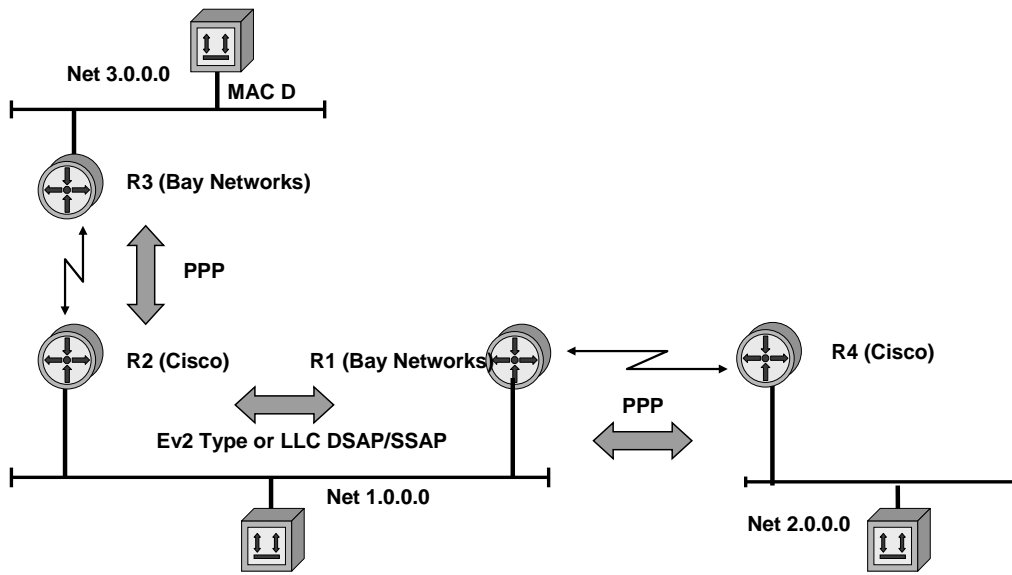 Net 3.0.0.0
MAC D
R3 (Bay Networks)
PPP
R2 (Cisco)
R1 (Bay Networks)
R4 (Cisco)
PPP
Ev2 Type or LLC DSAP/SSAP
Net 1.0.0.0
Net 2.0.0.0